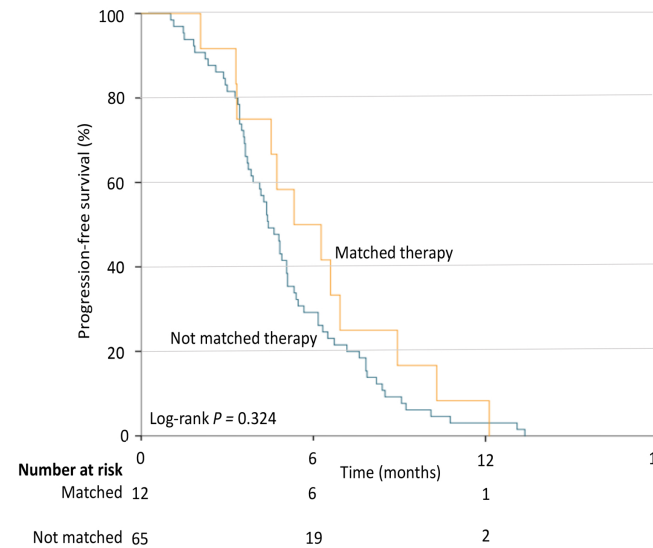 100
80
60
40
20
0
Progression-free survival (%)
Matched therapy
Not matched therapy
Log-rank P = 0.324
0 6 12 1
Time (months)
Number at risk
Matched 12 6 1
Not matched 65 19 2